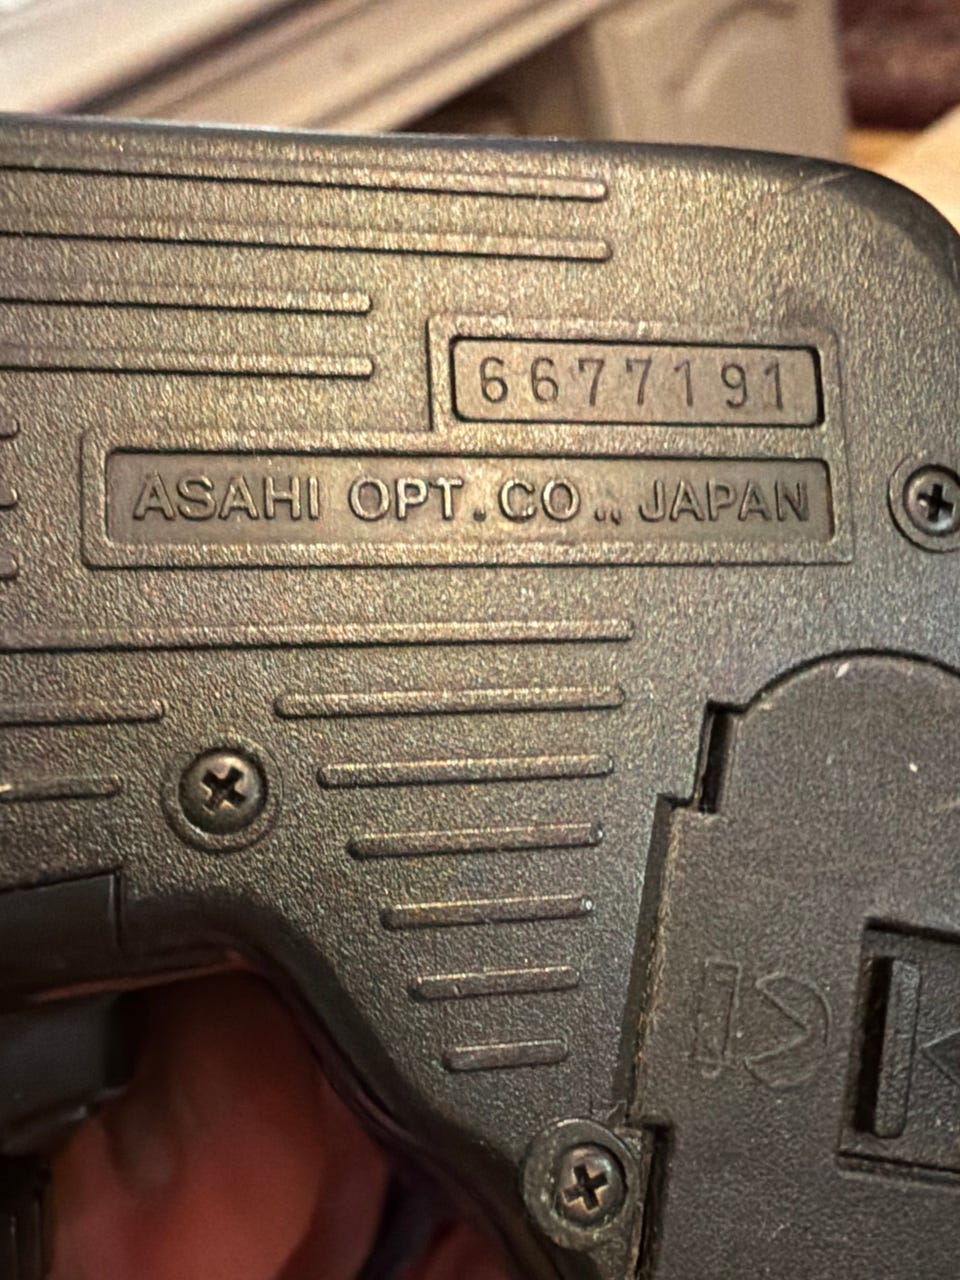 6677191
ASAHI OPT. CO., JAPAN